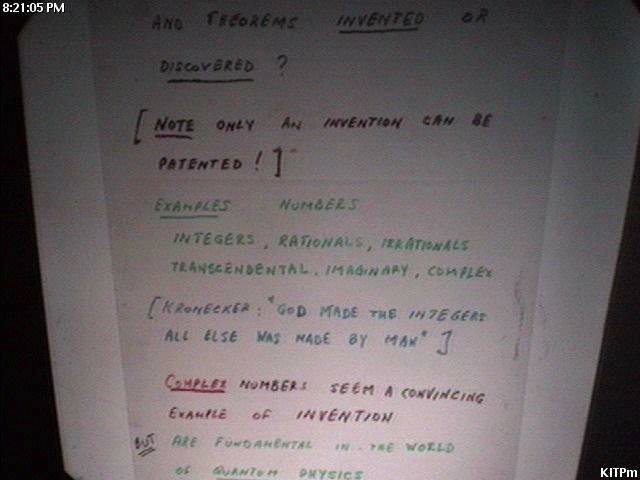 8:21:05 PM
AND THEOREMS INVENTED OR
DISCOVERED ?
[ NOTE ONLY AN INVENTION CAN BE
PATENTED ! ]
EXAMPLES NUMBERS
INTEGERS, RATIONALS, IRRATIONALS
TRANSCENDENTAL, IMAGINARY, COMPLEX
[ KRONECKER : "GOD MADE THE INTEGERS
ALL ELSE WAS MADE BY MAN" ]
COMPLEX NUMBERS SEEM A CONVINCING
EXAMPLE OF INVENTION
BUT ARE FUNDAMENTAL IN THE WORLD
OF QUANTUM PHYSICS
KITPm